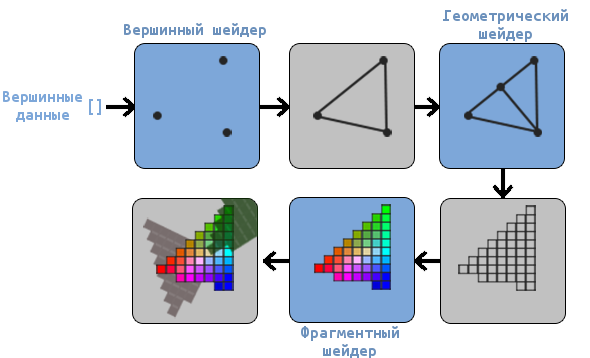 Вершинный шейдер
Геометрический
шейдер
Вершинные
данные
[]
Фрагментный
шейдер